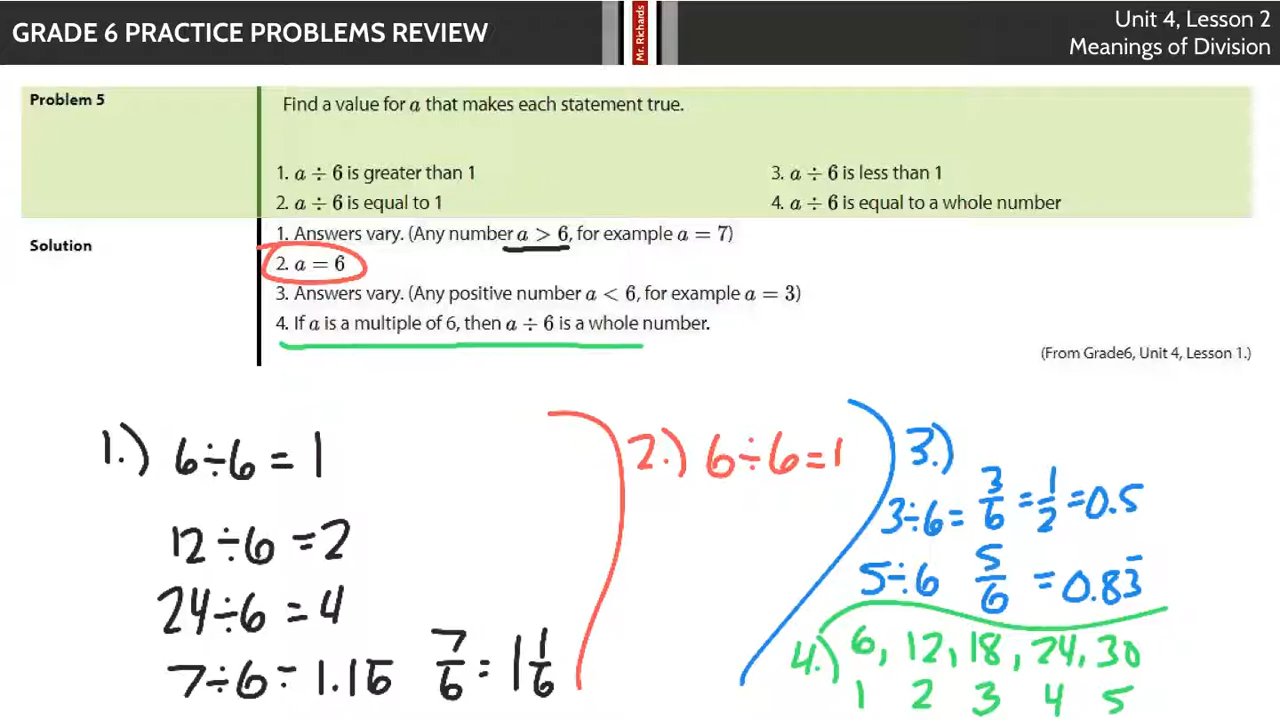 GRADE 6 PRACTICE PROBLEMS REVIEW
Mr. Richards
Unit 4, Lesson 2
Meanings of Division
Problem 5
Find a value for a that makes each statement true.
1. a ÷ 6 is greater than 1
2. a ÷ 6 is equal to 1
3. a ÷ 6 is less than 1
4. a ÷ 6 is equal to a whole number
Solution
1. Answers vary. (Any number a > 6, for example a = 7)
2. a = 6
3. Answers vary. (Any positive number a < 6, for example a = 3)
4. If a is a multiple of 6, then a ÷ 6 is a whole number.
(From Grade6, Unit 4, Lesson 1.)
1.) 6÷6 = 1
12÷6 = 2
24÷6 = 4
7÷6 = 1.16̅ 7/6 = 1 1/6
2.) 6÷6=1
3.)
3÷6 = 3/6 = 1/2 = 0.5
5÷6 5/6 = 0.83̅
4.) 6, 12, 18, 24, 30
1 2 3 4 5